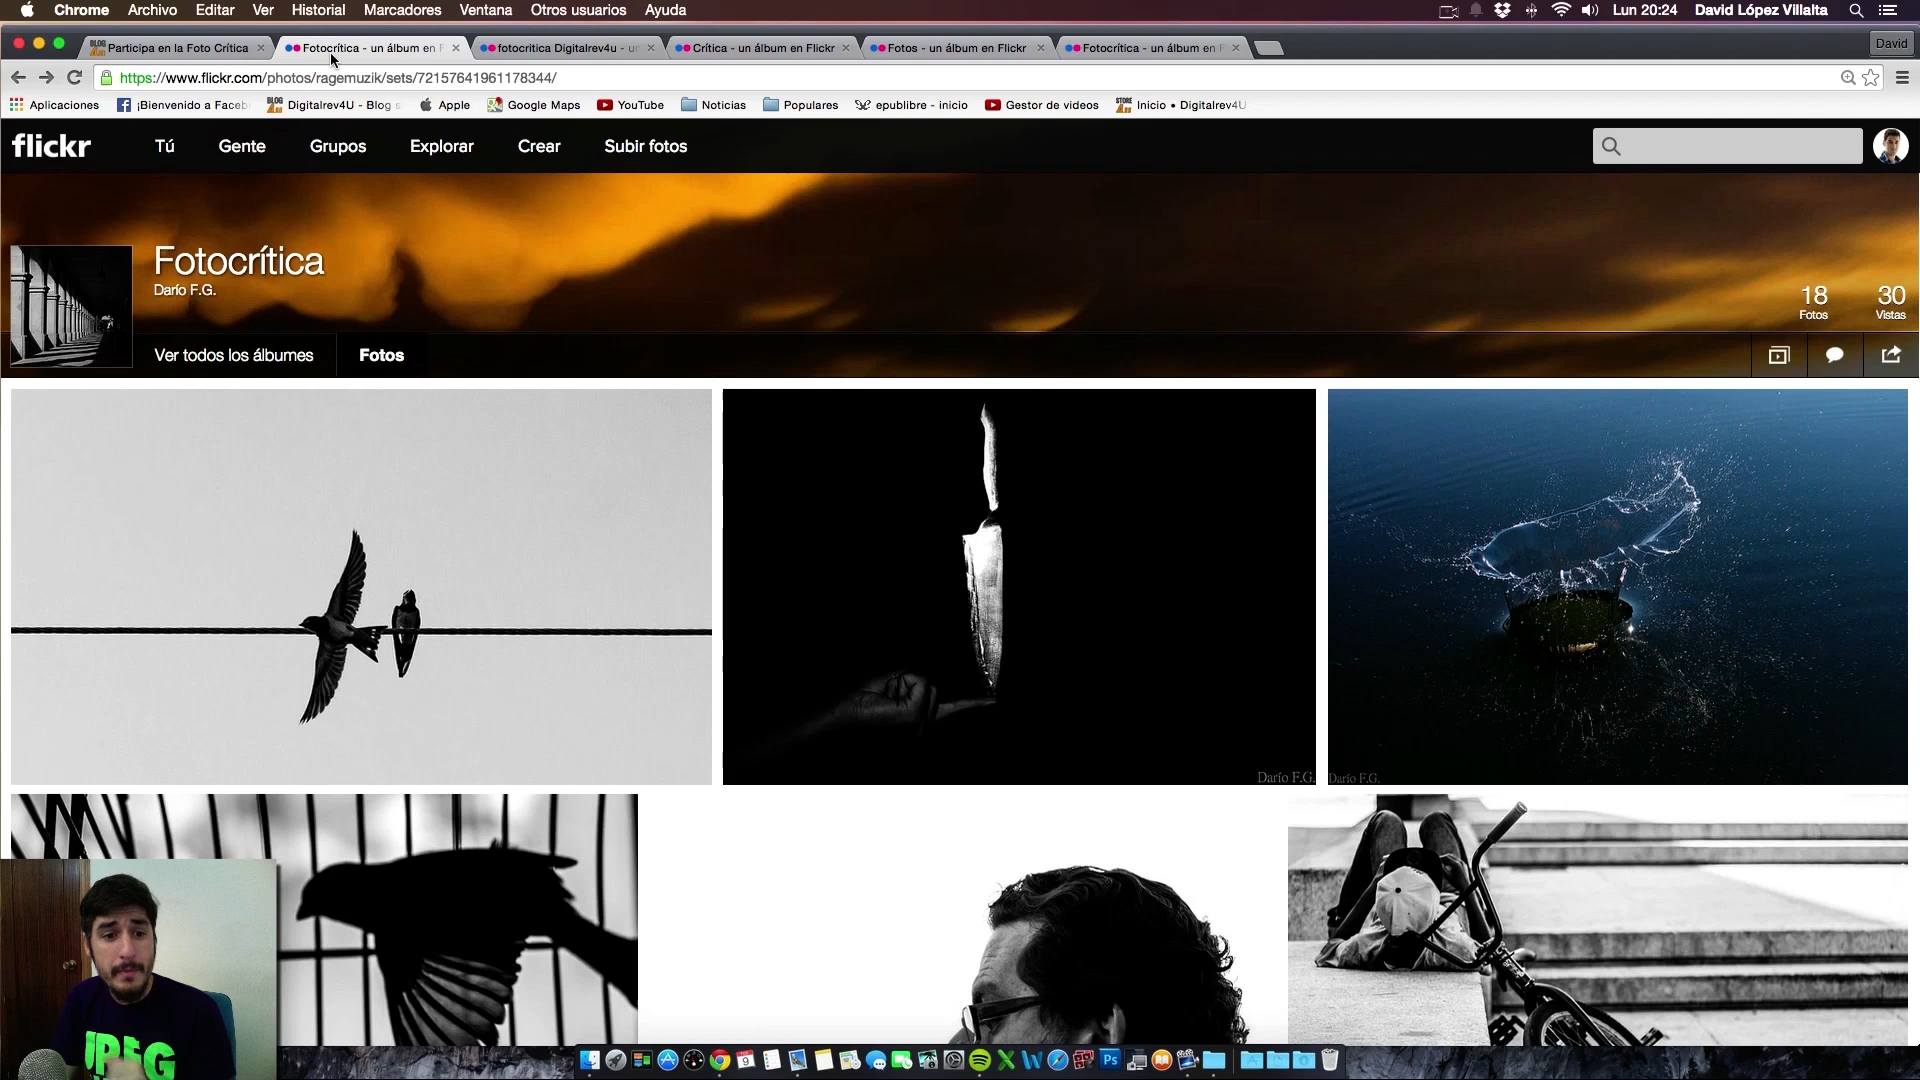 Chrome Archivo Editar Ver Historial Marcadores Ventana Otros usuarios Ayuda Lun 20:24 David López Villalta
Participa en la Foto Crítica Fotocrítica - un álbum en F fotocritica Digitalrev4u - un Crítica - un álbum en Flickr Fotos - un álbum en Flickr Fotocrítica - un álbum en F David
https://www.flickr.com/photos/ragemuzik/sets/72157641961178344/
Aplicaciones ¡Bienvenido a Faceb Digitalrev4U - Blog s Apple Google Maps YouTube Noticias Populares epublibre - inicio Gestor de videos Inicio • Digitalrev4U
flickr Tú Gente Grupos Explorar Crear Subir fotos
Fotocrítica
Darío F.G.
18 30
Fotos Vistas
Ver todos los álbumes Fotos
Darío F.G. Darío F.G.
JPEG